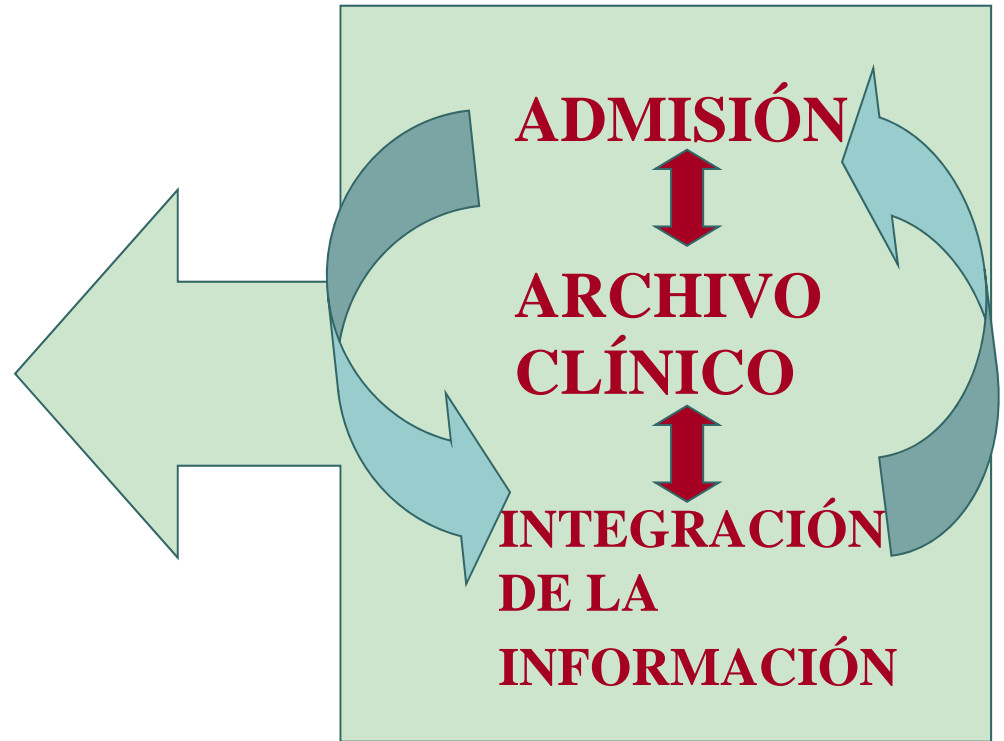 ADMISIÓN
ARCHIVO
CLÍNICO
INTEGRACIÓN
DE LA
INFORMACIÓN